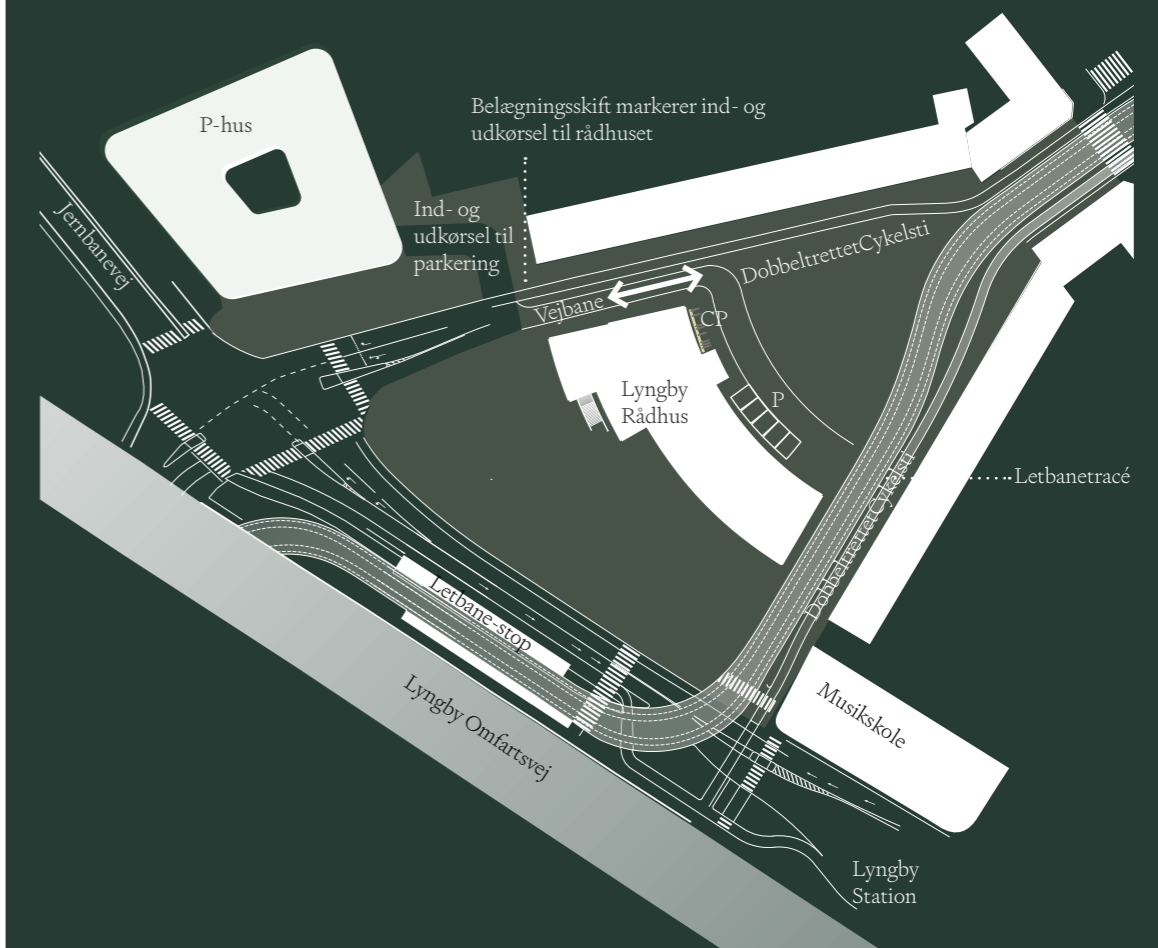 P-hus
Belægningsskift markerer ind- og
udkørsel til rådhuset
Jernbanevej
Ind- og
udkørsel til
parkering
DobbeltrettetCykelsti
Vejbane
CP
Lyngby
Rådhus
P
Letbanetracé
DobbeltrettetCykelsti
Letbane-stop
Lyngby Omfartsvej
Musikskole
Lyngby
Station